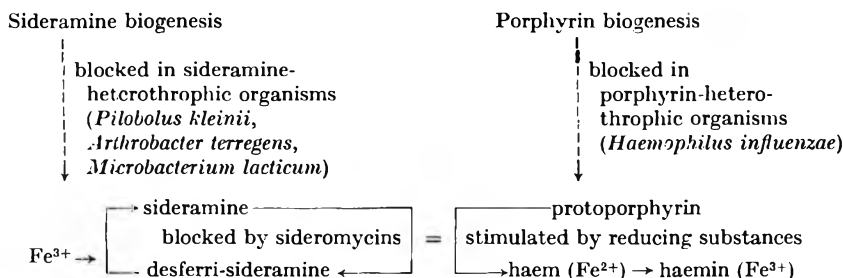 Sideramine biogenesis Porphyrin biogenesis
blocked in sideramine-
hetcrothrophic organisms
(Pilobolus kleinii,
Arthrobacter terregens,
Microbacterium lacticum)
blocked in
porphyrin-hetero-
throphic organisms
(Haemophilus influenzae)
sideramine protoporphyrin
Fe³⁺ → blocked by sideromycins = stimulated by reducing substances
desferri-sideramine haem (Fe²⁺) → haemin (Fe³⁺)